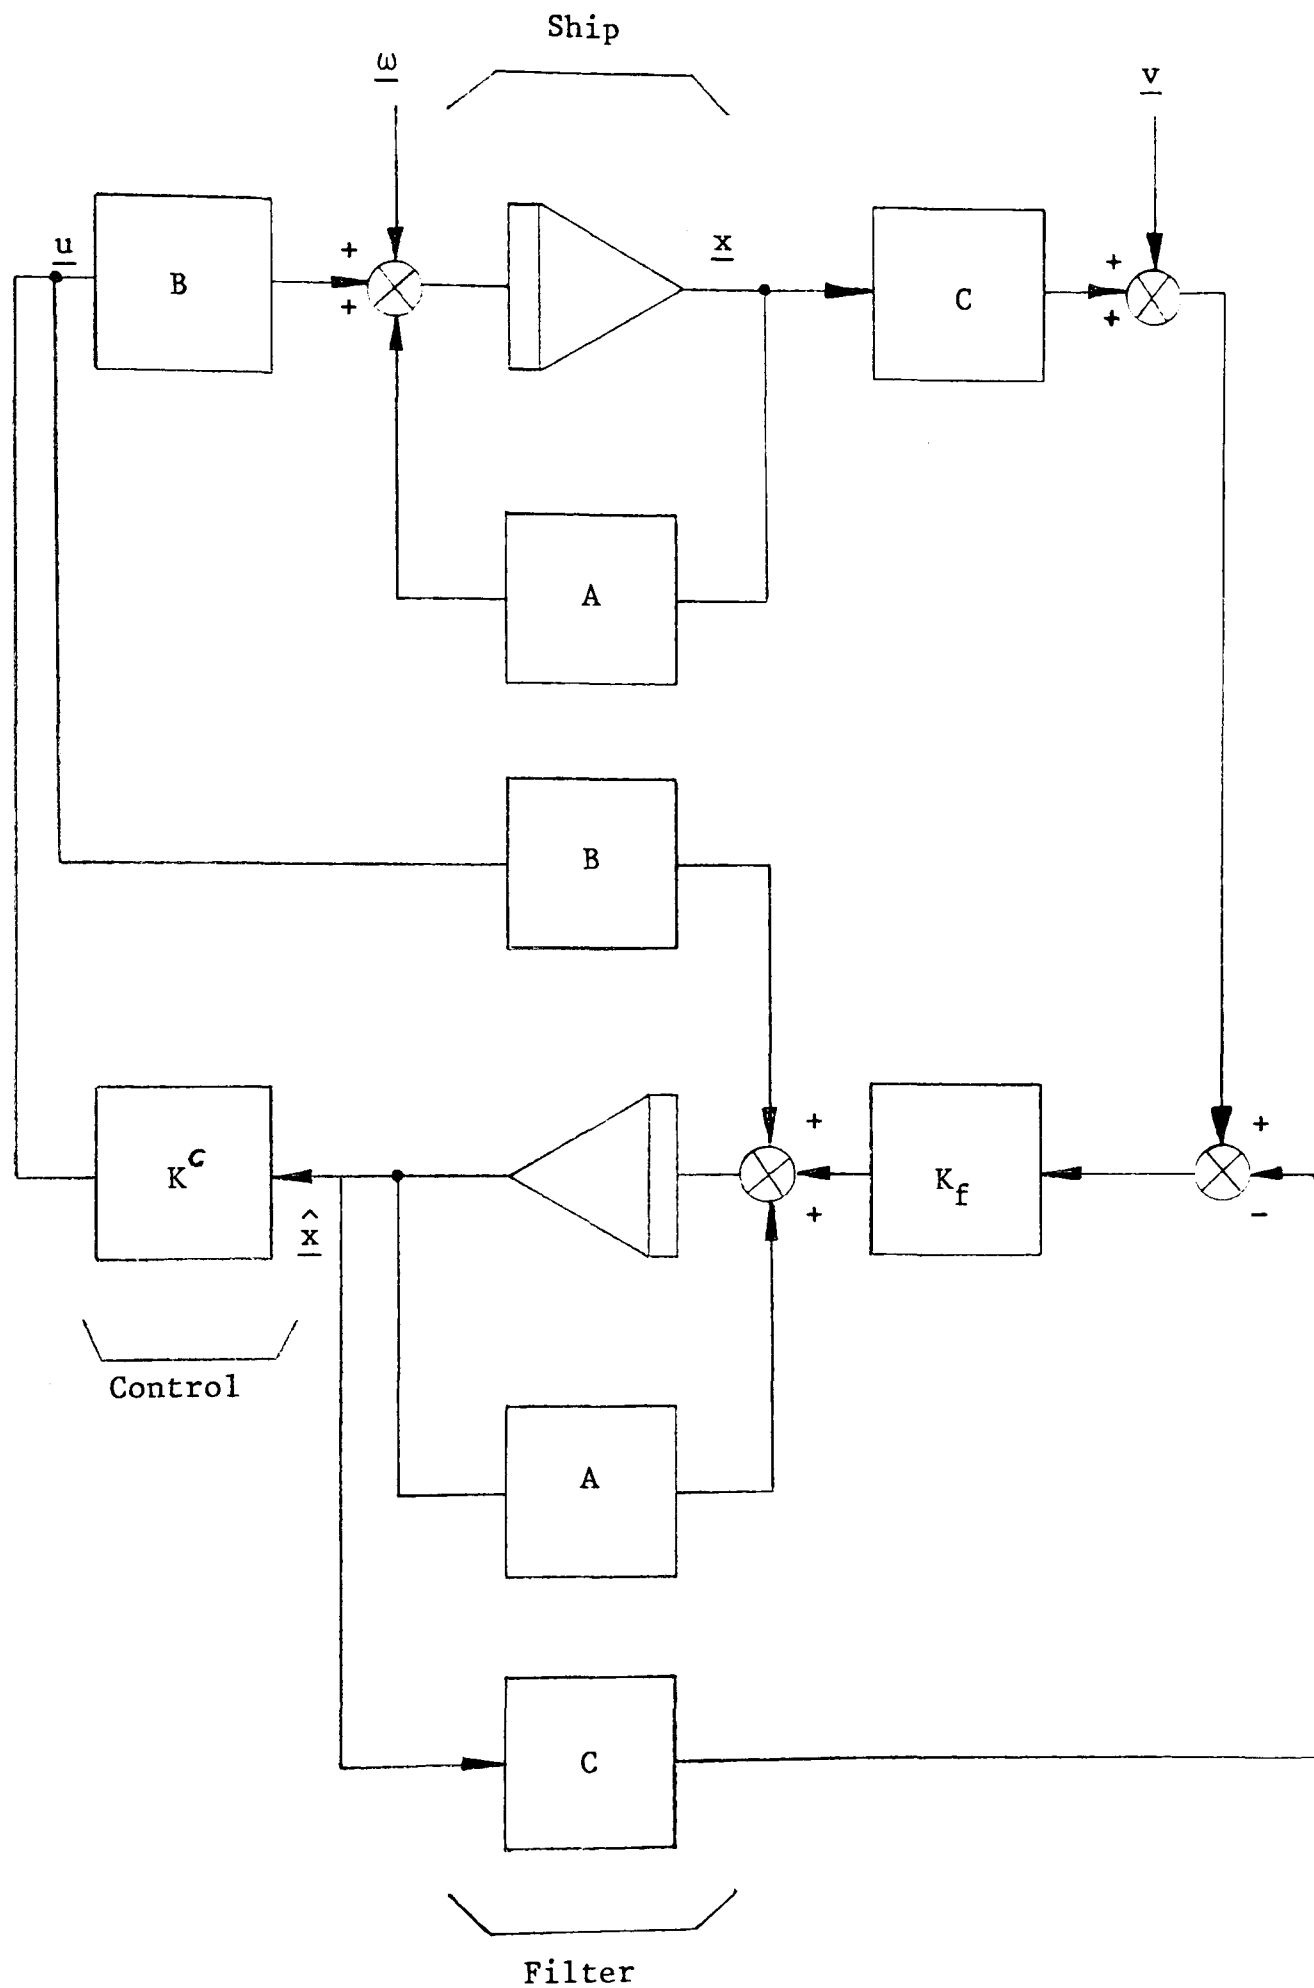 Ship
ω
v
u
+
+
B
x
C
+
+
A
B
K^C
x̂
+
+
K_f
+
-
Control
A
C
Filter